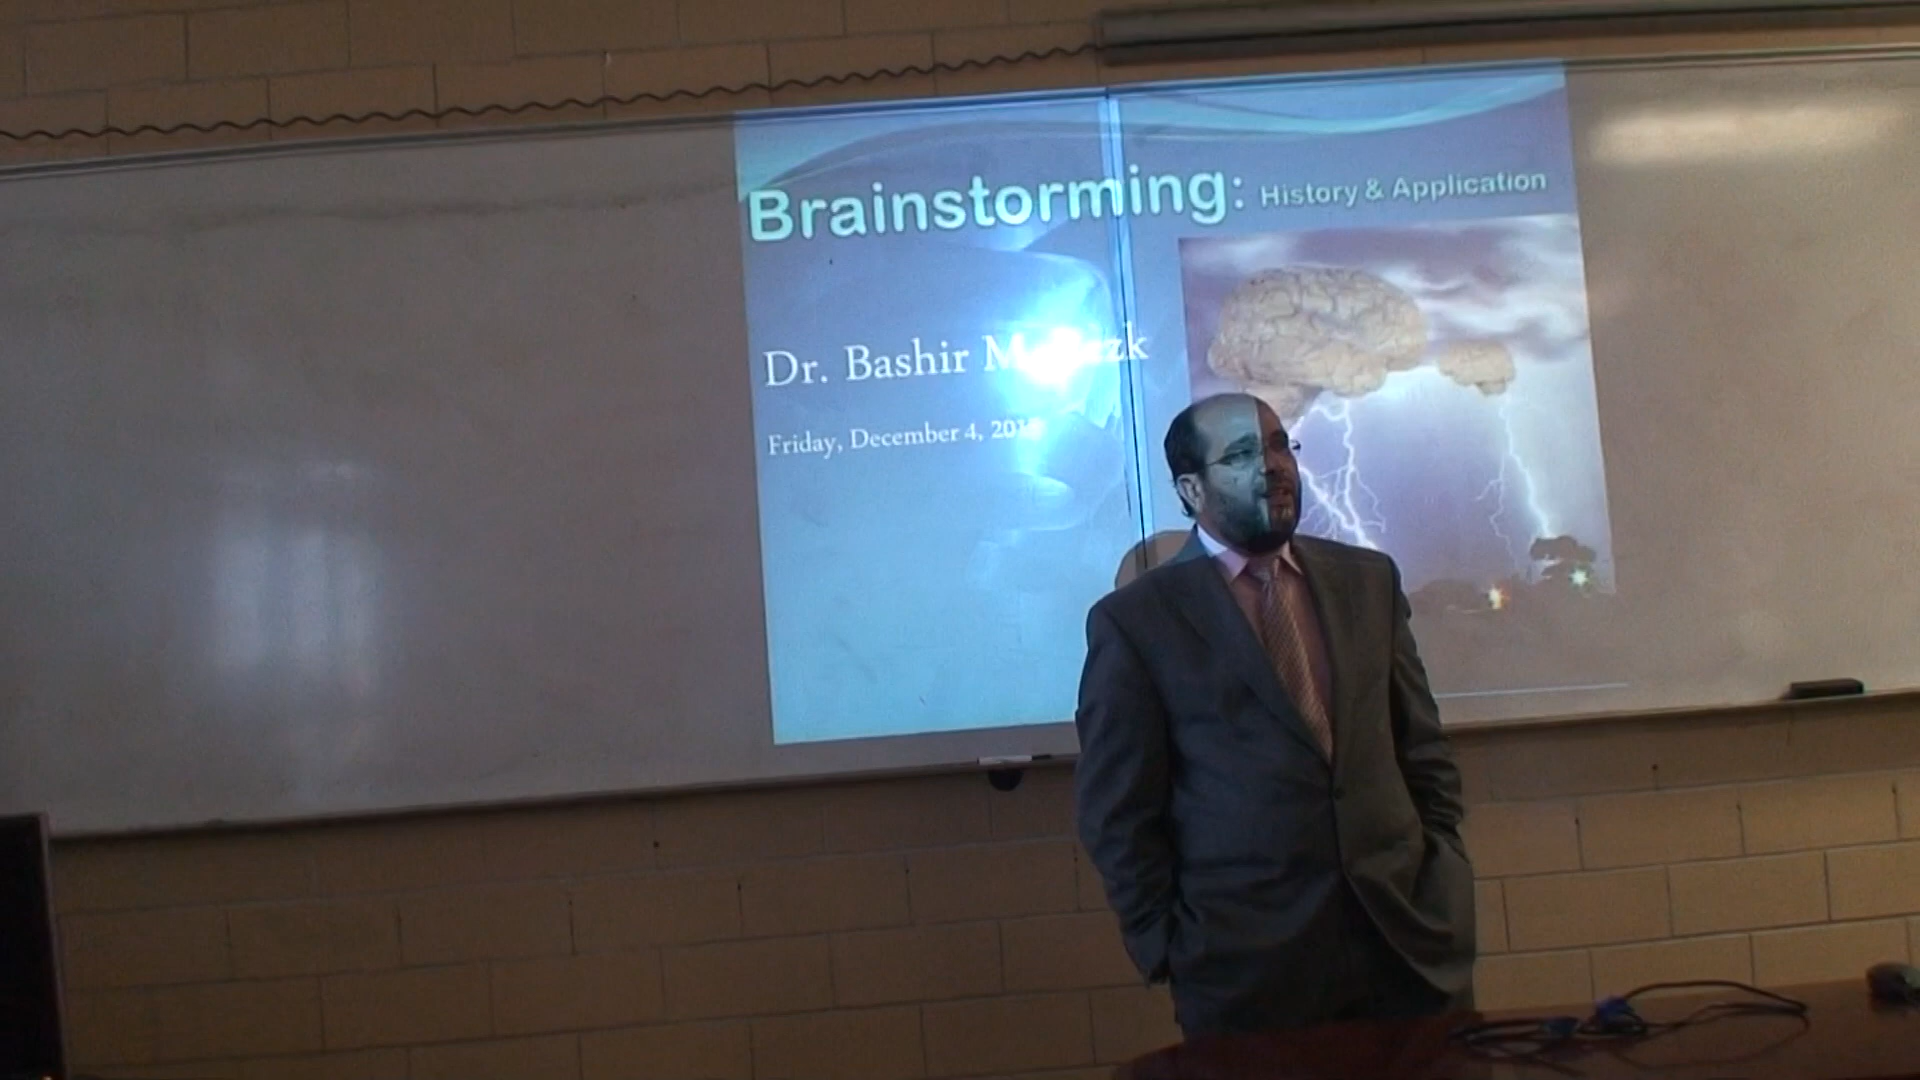 Brainstorming: History & Application
Dr. Bashir
Friday, December 4,